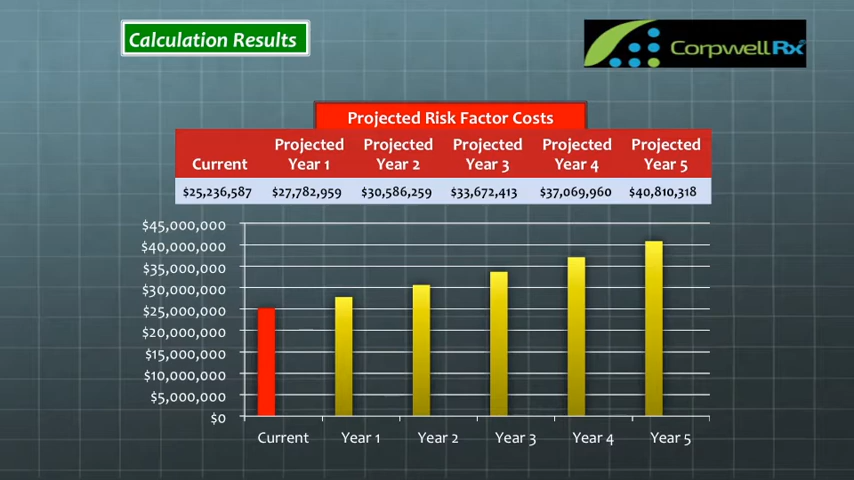 Calculation Results
CorpwellRx
Projected Risk Factor Costs
Current Projected Year 1 Projected Year 2 Projected Year 3 Projected Year 4 Projected Year 5
$25,236,587 $27,782,959 $30,586,259 $33,672,413 $37,069,960 $40,810,318
$45,000,000
$40,000,000
$35,000,000
$30,000,000
$25,000,000
$20,000,000
$15,000,000
$10,000,000
$5,000,000
$0
Current Year 1 Year 2 Year 3 Year 4 Year 5